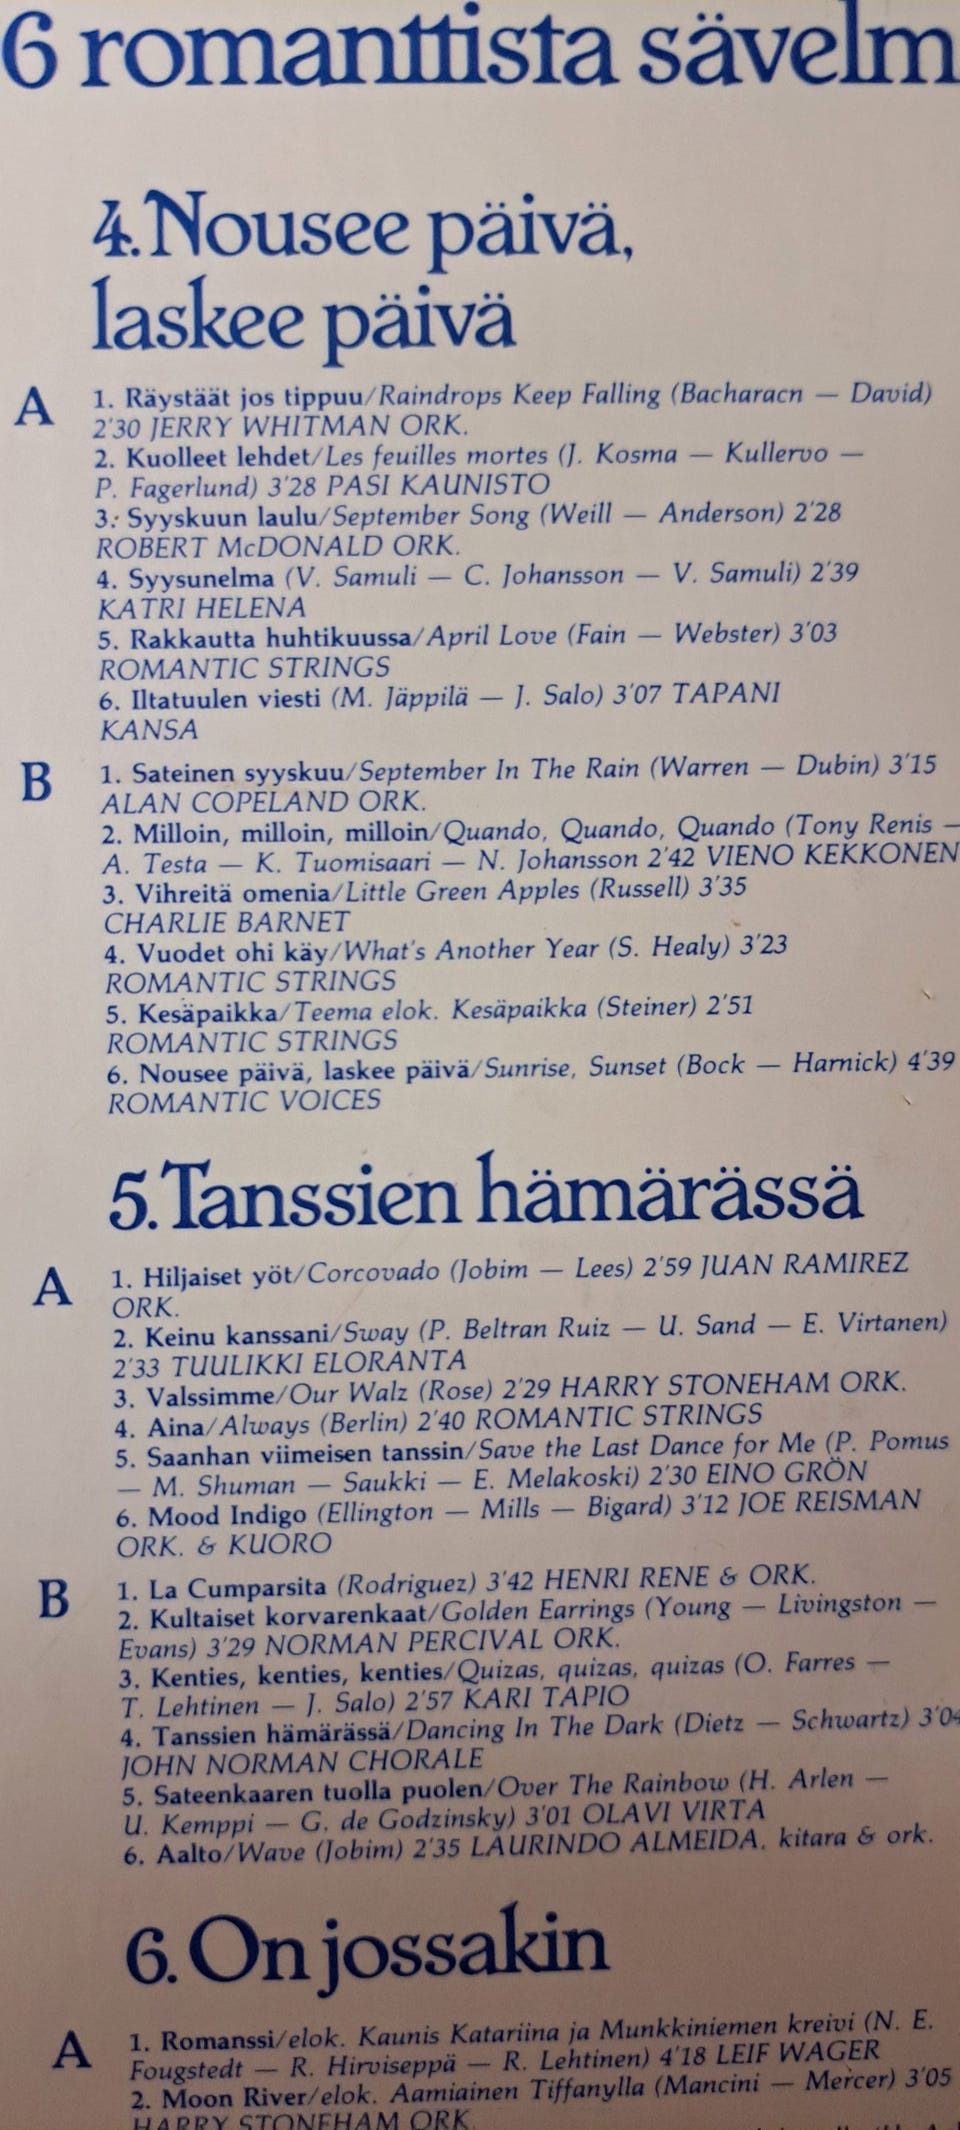 6 romanttista sävelm
4. Nousee päivä,
laskee päivä
A
1. Räystäät jos tippuu/Raindrops Keep Falling (Bacharacn — David)
2'30 JERRY WHITMAN ORK.
2. Kuolleet lehdet/Les feuilles mortes (J. Kosma — Kullervo —
P. Fagerlund) 3'28 PASI KAUNISTO
3. Syyskuun laulu/September Song (Weill — Anderson) 2'28
ROBERT McDONALD ORK.
4. Syysunelma (V. Samuli — C. Johansson — V. Samuli) 2'39
KATRI HELENA
5. Rakkautta huhtikuussa/April Love (Fain — Webster) 3'03
ROMANTIC STRINGS
6. Iltatuulen viesti (M. Jäppilä — J. Salo) 3'07 TAPANI
KANSA
B
1. Sateinen syyskuu/September In The Rain (Warren — Dubin) 3'15
ALAN COPELAND ORK.
2. Milloin, milloin, milloin/Quando, Quando, Quando (Tony Renis —
A. Testa — K. Tuomisaari — N. Johansson 2'42 VIENO KEKKONEN
3. Vihreitä omenia/Little Green Apples (Russell) 3'35
CHARLIE BARNET
4. Vuodet ohi käy/What's Another Year (S. Healy) 3'23
ROMANTIC STRINGS
5. Kesäpaikka/Teema elok. Kesäpaikka (Steiner) 2'51
ROMANTIC STRINGS
6. Nousee päivä, laskee päivä/Sunrise, Sunset (Bock — Harnick) 4'39
ROMANTIC VOICES
5. Tanssien hämärässä
A
1. Hiljaiset yöt/Corcovado (Jobim — Lees) 2'59 JUAN RAMIREZ
ORK.
2. Keinu kanssani/Sway (P. Beltran Ruiz — U. Sand — E. Virtanen)
2'33 TUULIKKI ELORANTA
3. Valssimme/Our Walz (Rose) 2'29 HARRY STONEHAM ORK.
4. Aina/Always (Berlin) 2'40 ROMANTIC STRINGS
5. Saanhan viimeisen tanssin/Save the Last Dance for Me (P. Pomus
— M. Shuman — Saukki — E. Melakoski) 2'30 EINO GRÖN
6. Mood Indigo (Ellington — Mills — Bigard) 3'12 JOE REISMAN
ORK. & KUORO
B
1. La Cumparsita (Rodriguez) 3'42 HENRI RENE & ORK.
2. Kultaiset korvarenkaat/Golden Earrings (Young — Livingston —
Evans) 3'29 NORMAN PERCIVAL ORK.
3. Kenties, kenties, kenties/Quizas, quizas, quizas (O. Farres —
T. Lehtinen — J. Salo) 2'57 KARI TAPIO
4. Tanssien hämärässä/Dancing In The Dark (Dietz — Schwartz) 3'04
JOHN NORMAN CHORALE
5. Sateenkaaren tuolla puolen/Over The Rainbow (H. Arlen —
U. Kemppi — G. de Godzinsky) 3'01 OLAVI VIRTA
6. Aalto/Wave (Jobim) 2'35 LAURINDO ALMEIDA, kitara & ork.
6. On jossakin
A
1. Romanssi/elok. Kaunis Katariina ja Munkkiniemen kreivi (N. E.
Fougstedt — R. Hirviseppä — R. Lehtinen) 4'18 LEIF WAGER
2. Moon River/elok. Aamiainen Tiffanylla (Mancini — Mercer) 3'05
HARRY STONEHAM ORK.